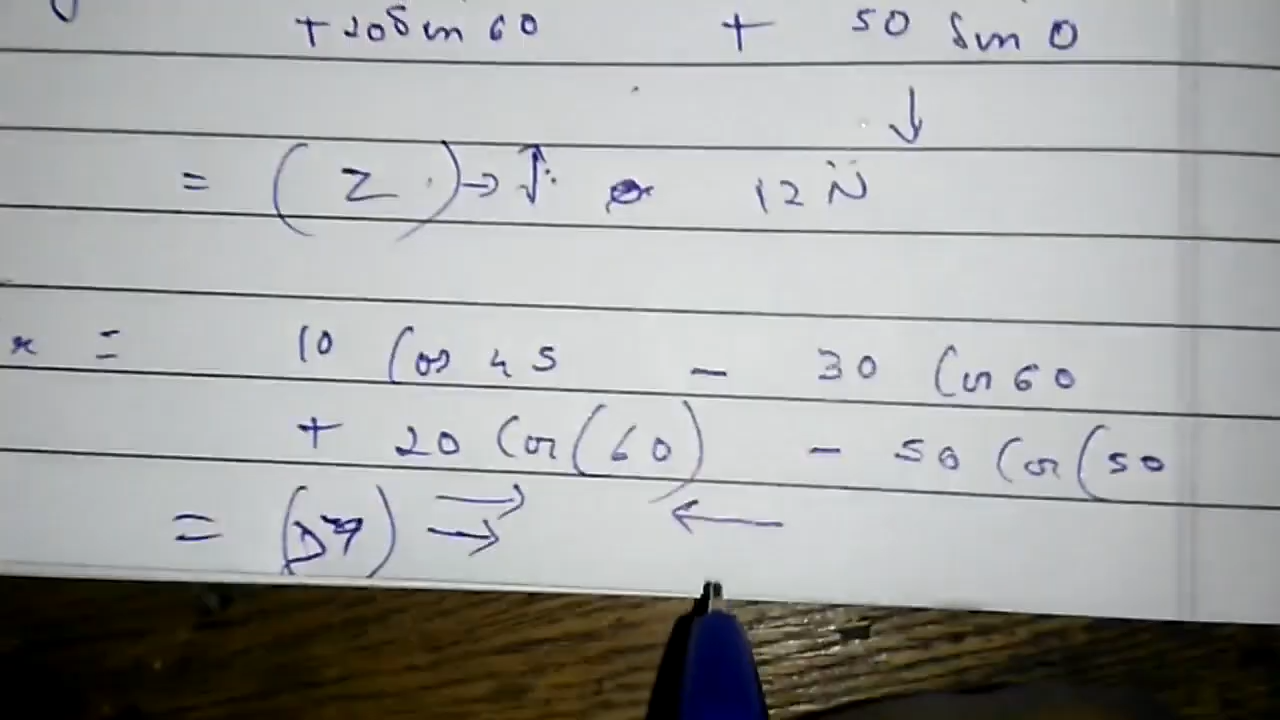 + 20 Sin 60 + 50 Sin 0
↓
= ( Z ) → ↑ 12 N
x = 10 Cos 45 - 30 Cos 60
+ 20 Cos (60) - 50 Cos (50
= ( ) → → ←